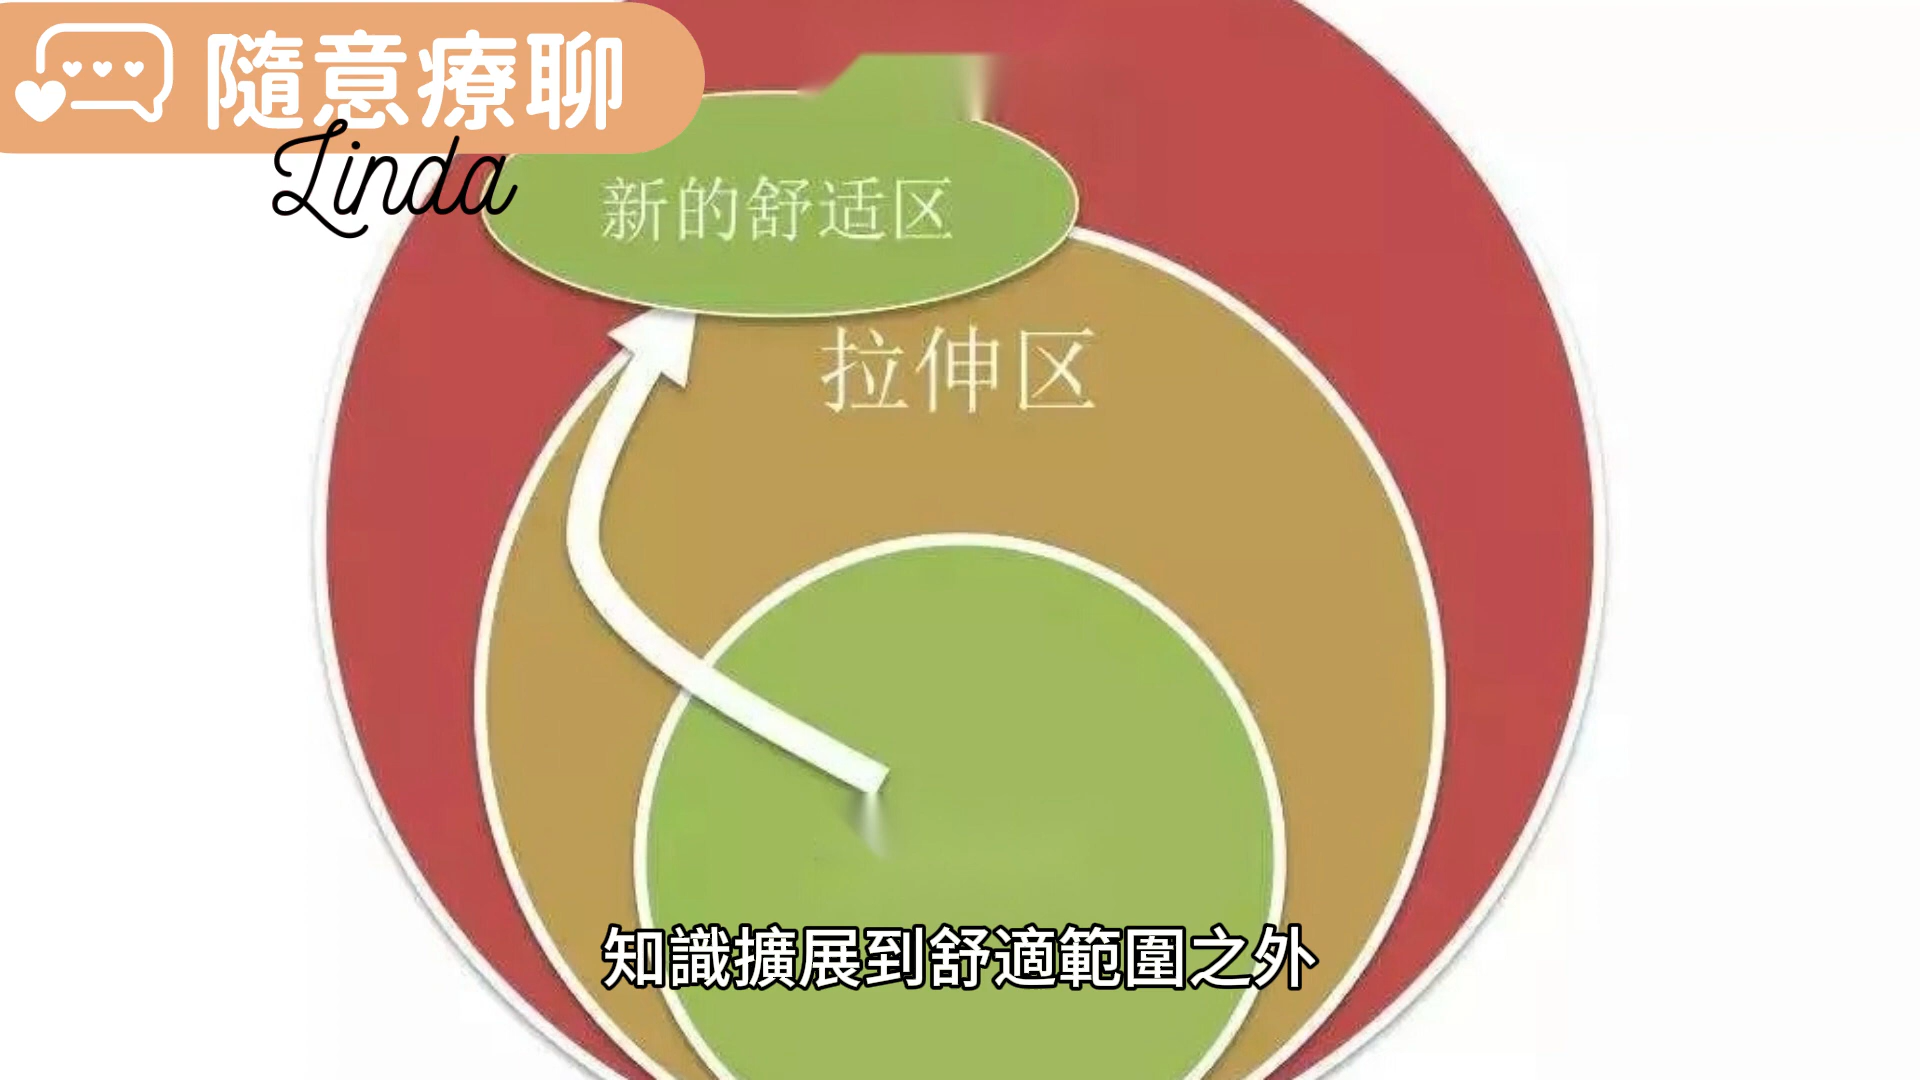 隨意療聊
Linda
新的舒适区
拉伸区
知識擴展到舒適範圍之外